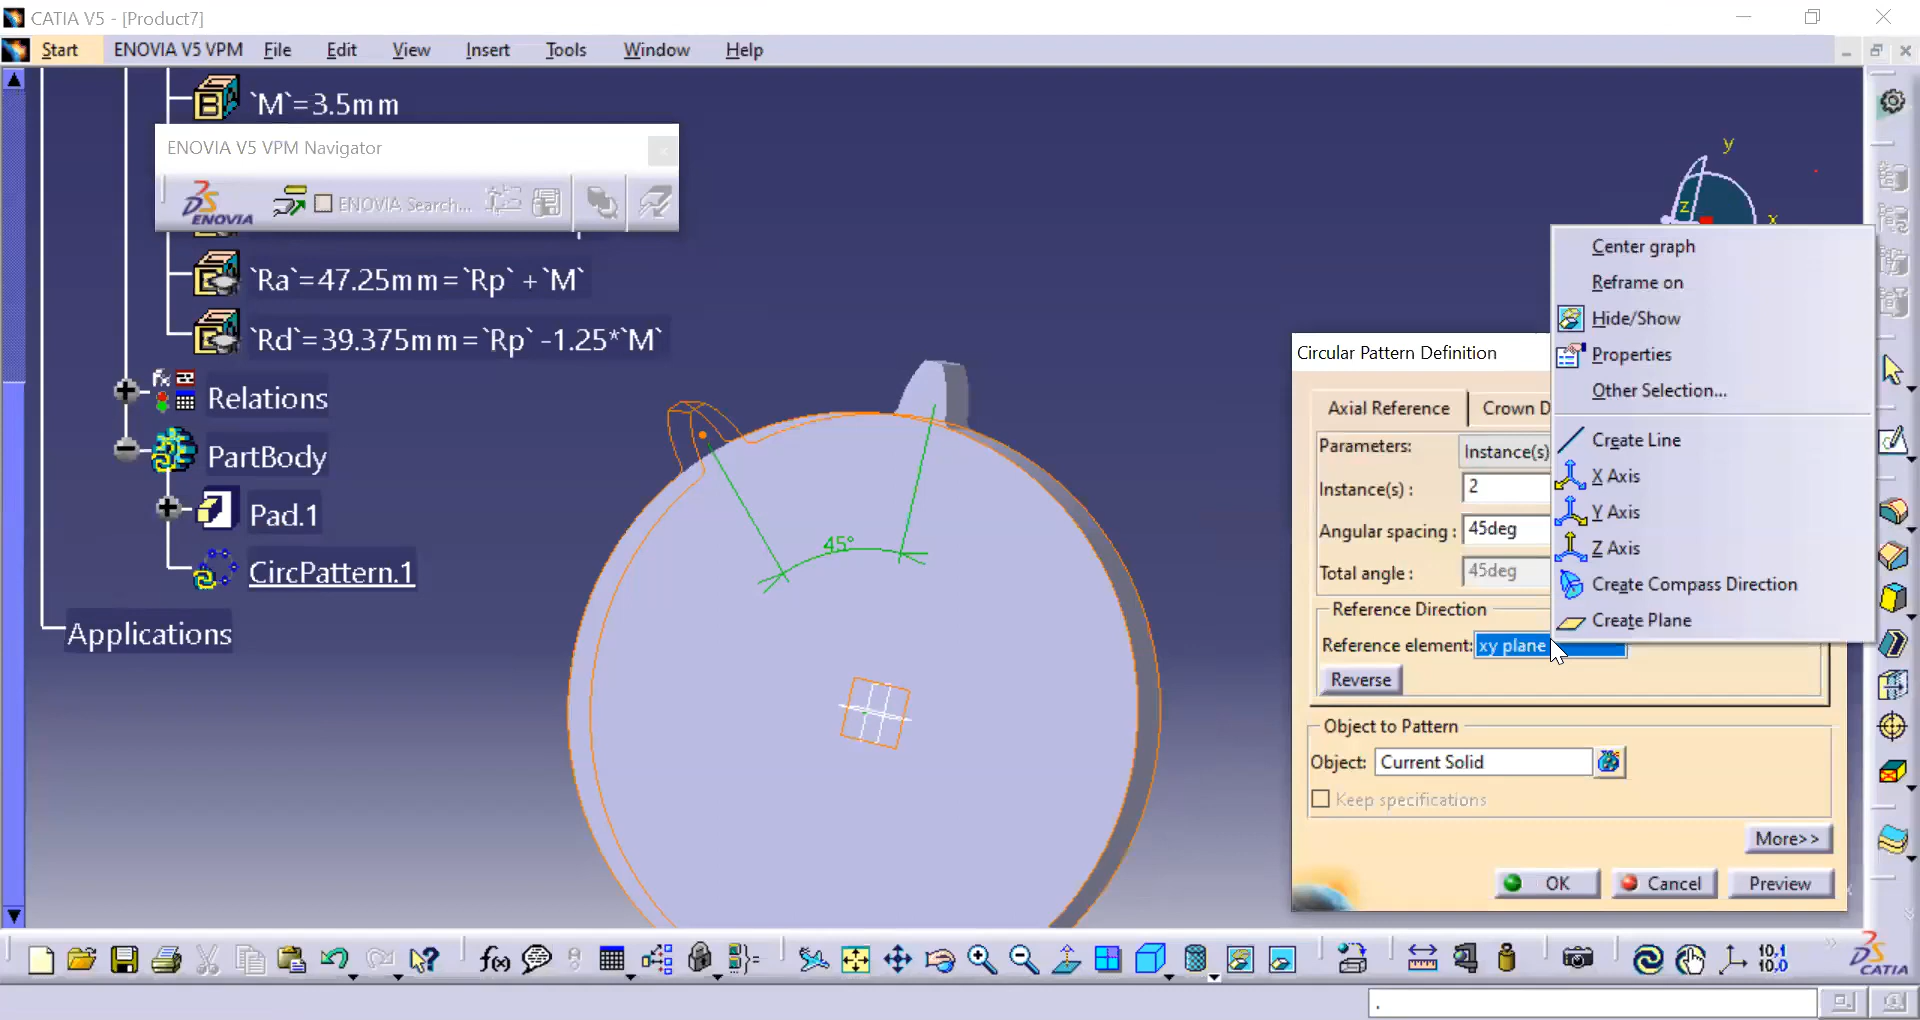 CATIA V5 - [Product7]
Start ENOVIA V5 VPM File Edit View Insert Tools Window Help
`M`=3.5mm
ENOVIA V5 VPM Navigator
ENOVIA
ENOVIA Search...
`Ra`=47.25mm=`Rp` +`M`
`Rd`=39.375mm=`Rp` -1.25*`M`
Relations
PartBody
Pad.1
CircPattern.1
Applications
45°
y
z
x
Center graph
Reframe on
Hide/Show
Properties
Other Selection...
Create Line
X Axis
Y Axis
Z Axis
Create Compass Direction
Create Plane
Circular Pattern Definition
Axial Reference
Crown D
Parameters: Instance(s)
Instance(s) : 2
Angular spacing : 45deg
Total angle : 45deg
Reference Direction
Reference element: xy plane
Reverse
Object to Pattern
Object: Current Solid
Keep specifications
More>>
OK Cancel Preview
f(x)
10,1
10,0
CATIA
.